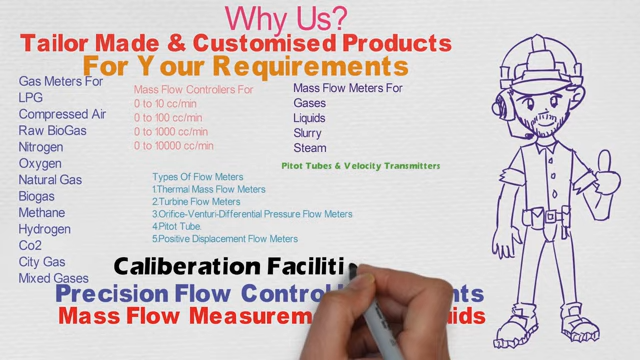 Why Us?
Tailor Made & Customised Products
For Your Requirements
Gas Meters For
LPG
Compressed Air
Raw BioGas
Nitrogen
Oxygen
Natural Gas
Biogas
Methane
Hydrogen
Co2
City Gas
Mixed Gases
Mass Flow Controllers For
0 to 10 cc/min
0 to 100 cc/min
0 to 1000 cc/min
0 to 10000 cc/min
Mass Flow Meters For
Gases
Liquids
Slurry
Steam
Pitot Tubes & Velocity Transmitters
Types Of Flow Meters
1.Thermal Mass Flow Meters
2.Turbine Flow Meters
3.Orifice-Venturi-Differential Pressure Flow Meters
4.Pitot Tube.
5.Positive Displacement Flow Meters
Caliberation Faciliti
Precision Flow Control
Mass Flow